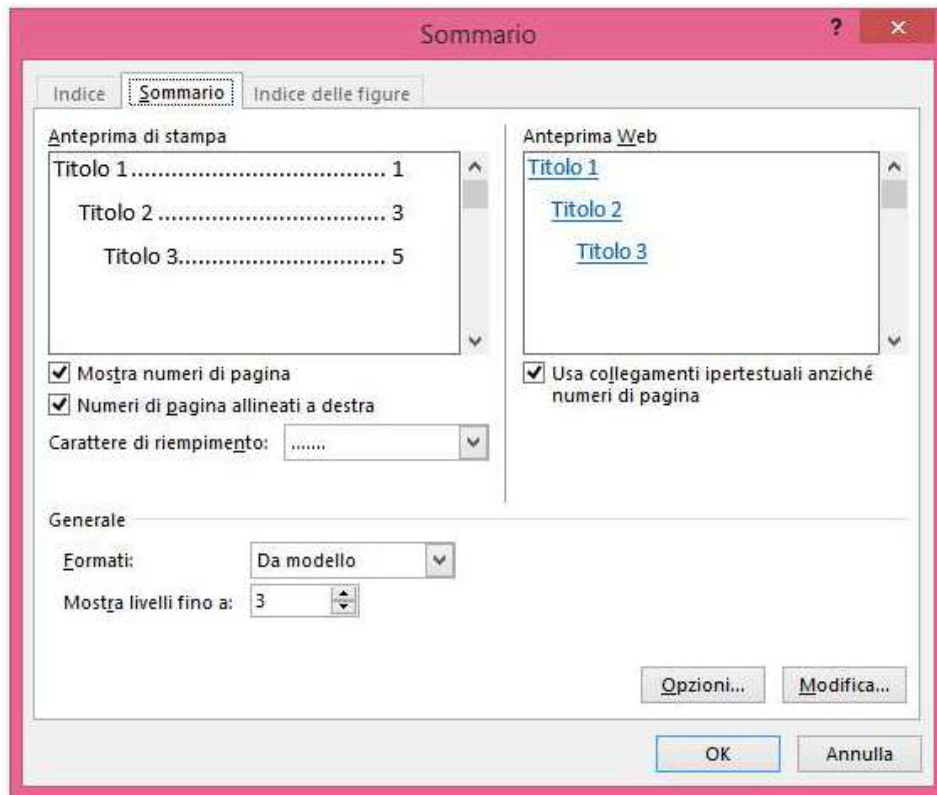 Sommario
?
Indice
Sommario
Indice delle figure
Anteprima di stampa
Titolo 1....................................... 1
Titolo 2 ................................... 3
Titolo 3................................ 5
Mostra numeri di pagina
Numeri di pagina allineati a destra
Carattere di riempimento: .......
Anteprima Web
Titolo 1
Titolo 2
Titolo 3
Usa collegamenti ipertestuali anziché
numeri di pagina
Generale
Formati: Da modello
Mostra livelli fino a: 3
Opzioni... Modifica...
OK Annulla